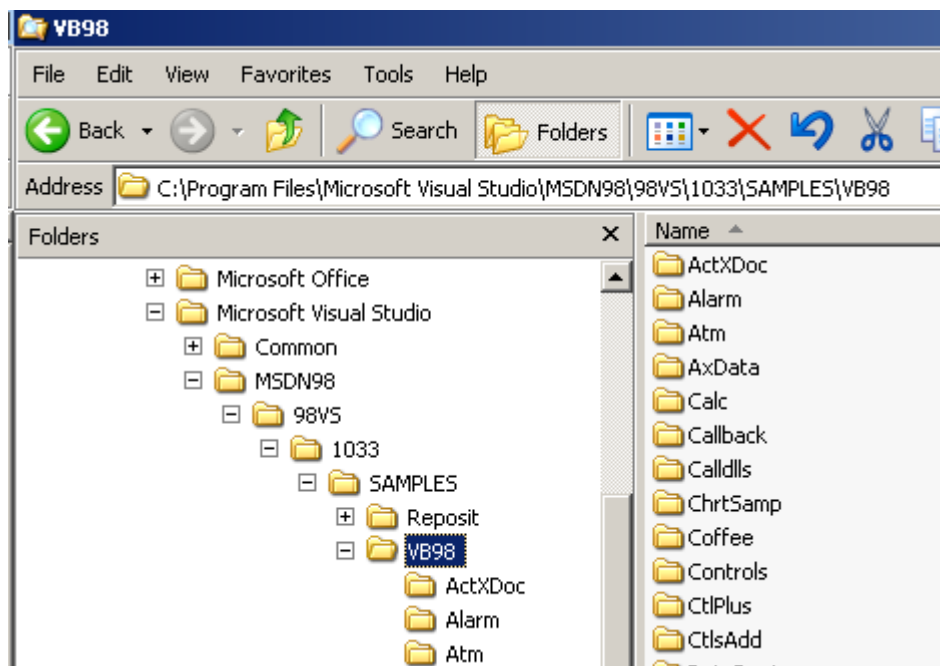 VB98
File Edit View Favorites Tools Help
Back Search Folders
Address C:\Program Files\Microsoft Visual Studio\MSDN98\98VS\1033\SAMPLES\VB98
Folders
Microsoft Office
Microsoft Visual Studio
Common
MSDN98
98VS
1033
SAMPLES
Reposit
VB98
ActXDoc
Alarm
Atm
Name
ActXDoc
Alarm
Atm
AxData
Calc
Callback
Calldlls
ChrtSamp
Coffee
Controls
CtlPlus
CtlsAdd